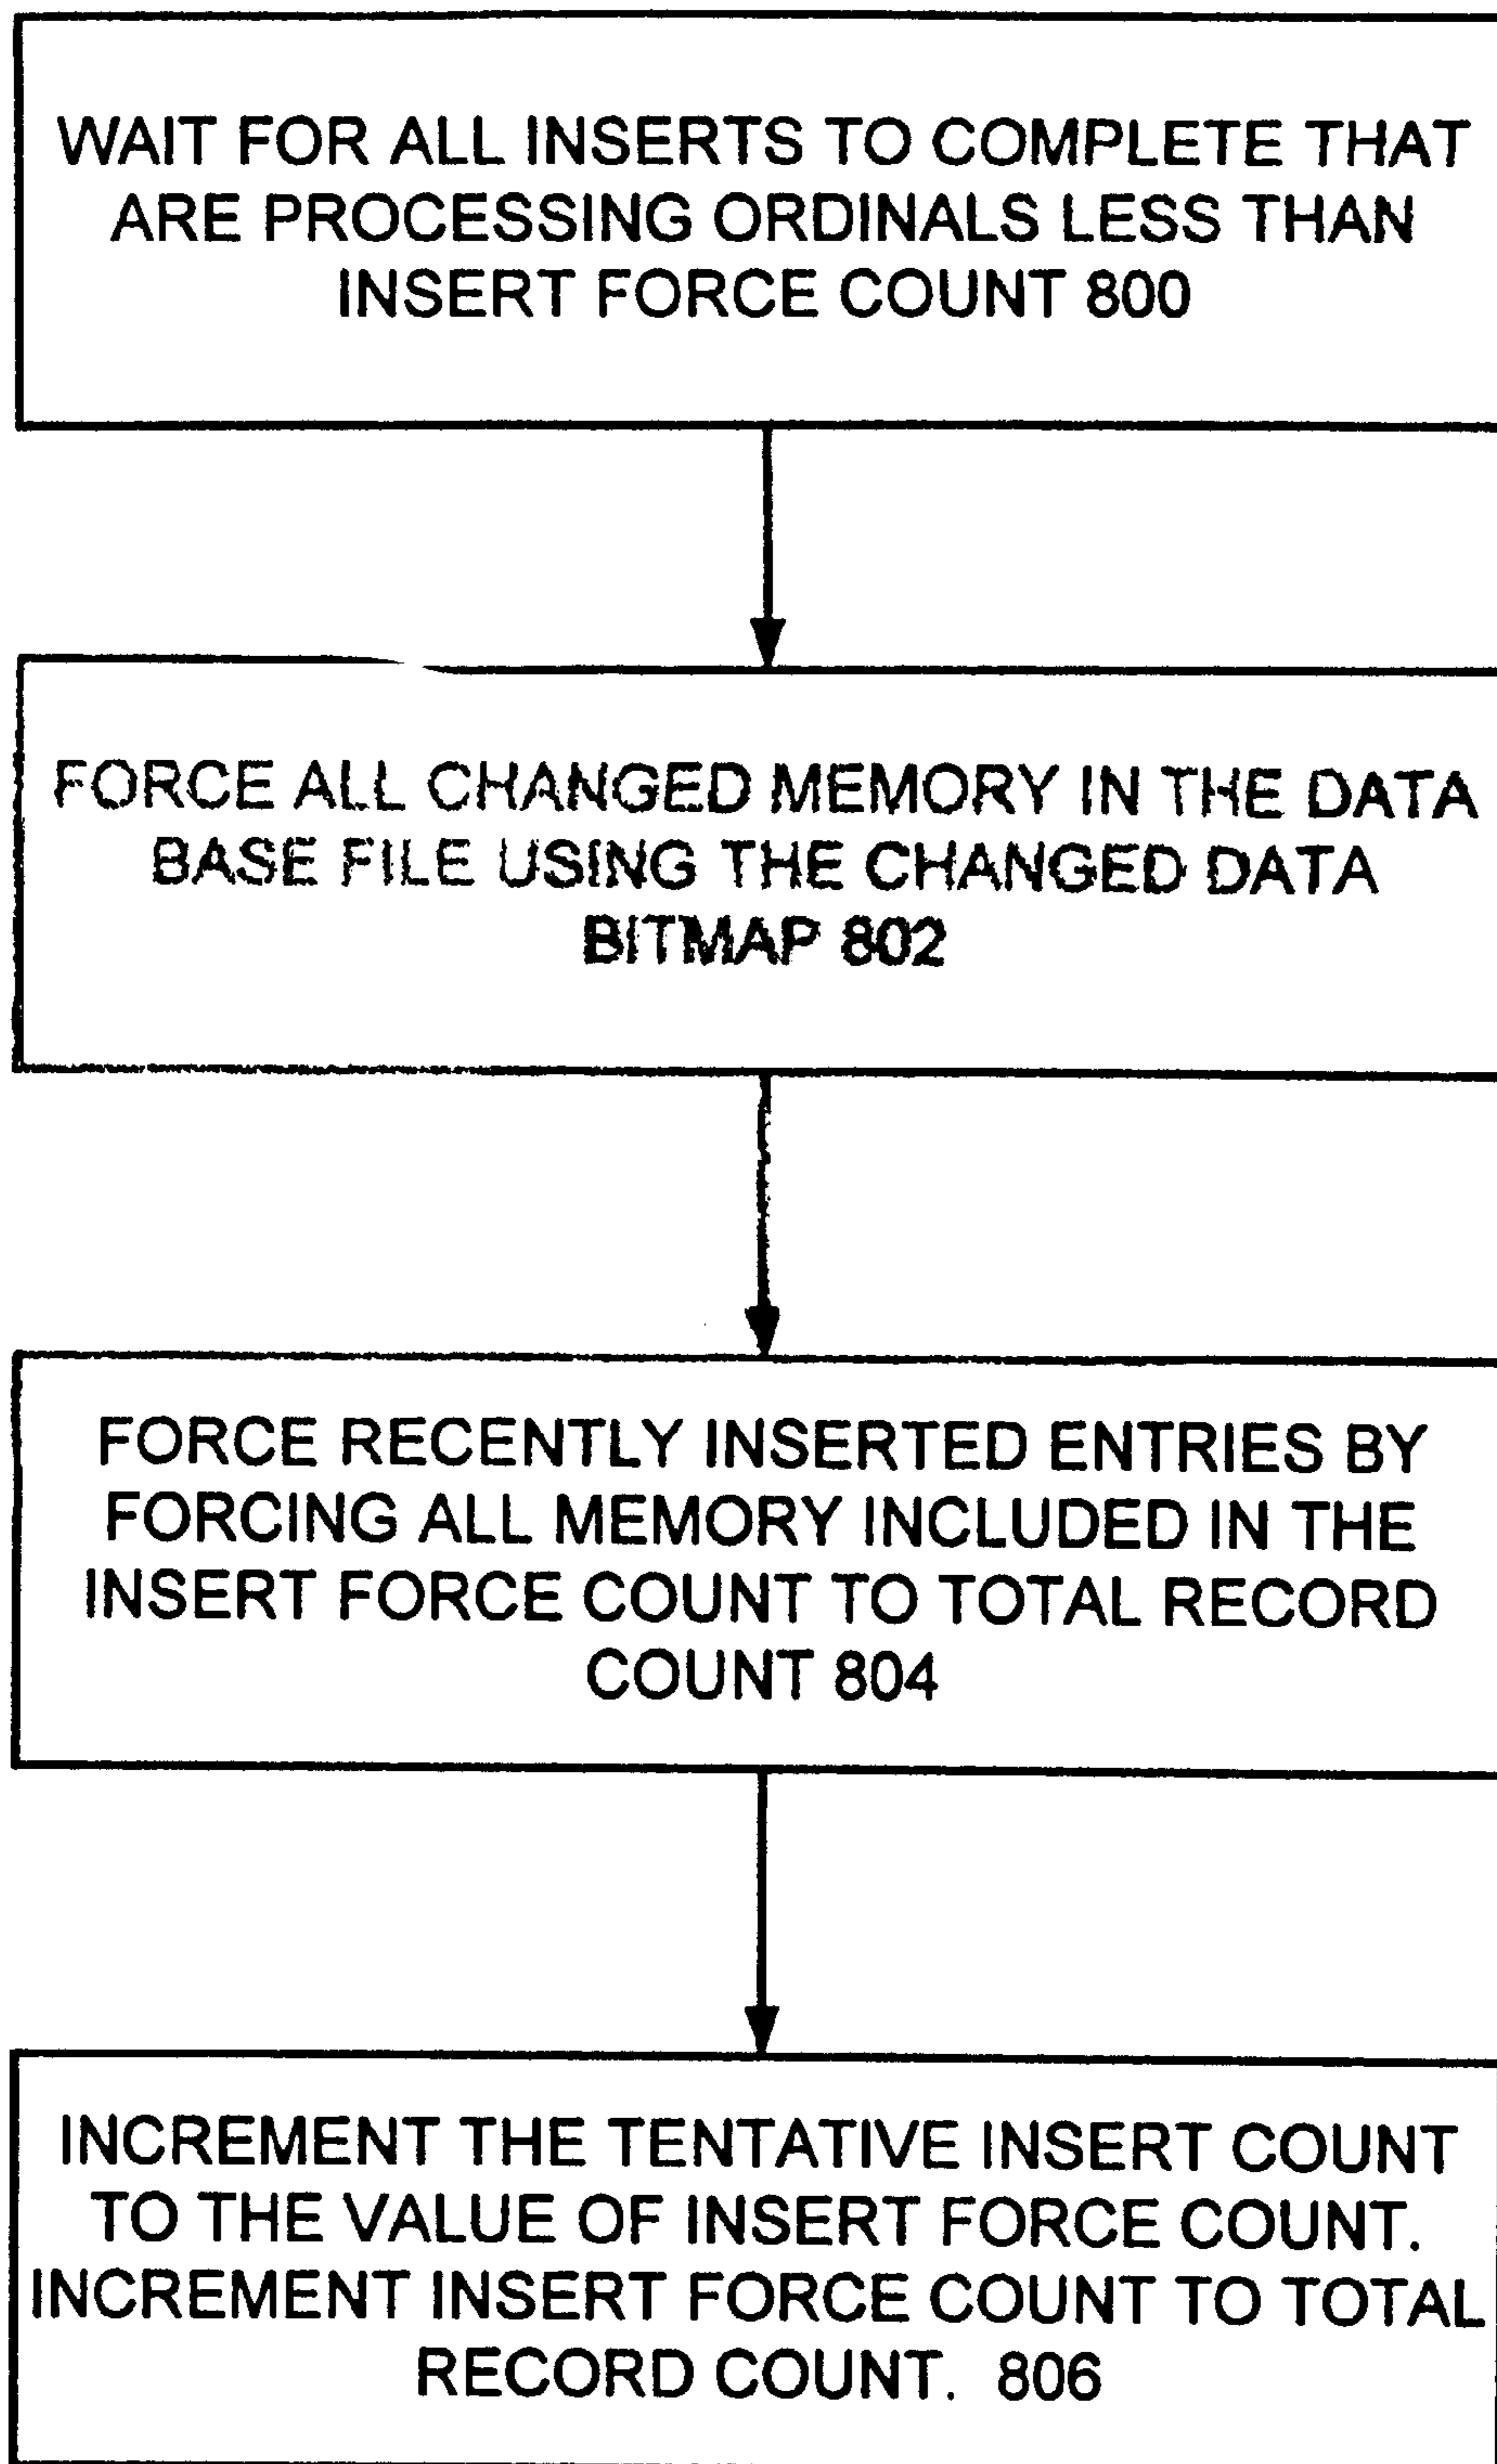 WAIT FOR ALL INSERTS TO COMPLETE THAT
ARE PROCESSING ORDINALS LESS THAN
INSERT FORCE COUNT 800
FORCE ALL CHANGED MEMORY IN THE DATA
BASE FILE USING THE CHANGED DATA
BITMAP 802
FORCE RECENTLY INSERTED ENTRIES BY
FORCING ALL MEMORY INCLUDED IN THE
INSERT FORCE COUNT TO TOTAL RECORD
COUNT 804
INCREMENT THE TENTATIVE INSERT COUNT
TO THE VALUE OF INSERT FORCE COUNT.
INCREMENT INSERT FORCE COUNT TO TOTAL
RECORD COUNT. 806